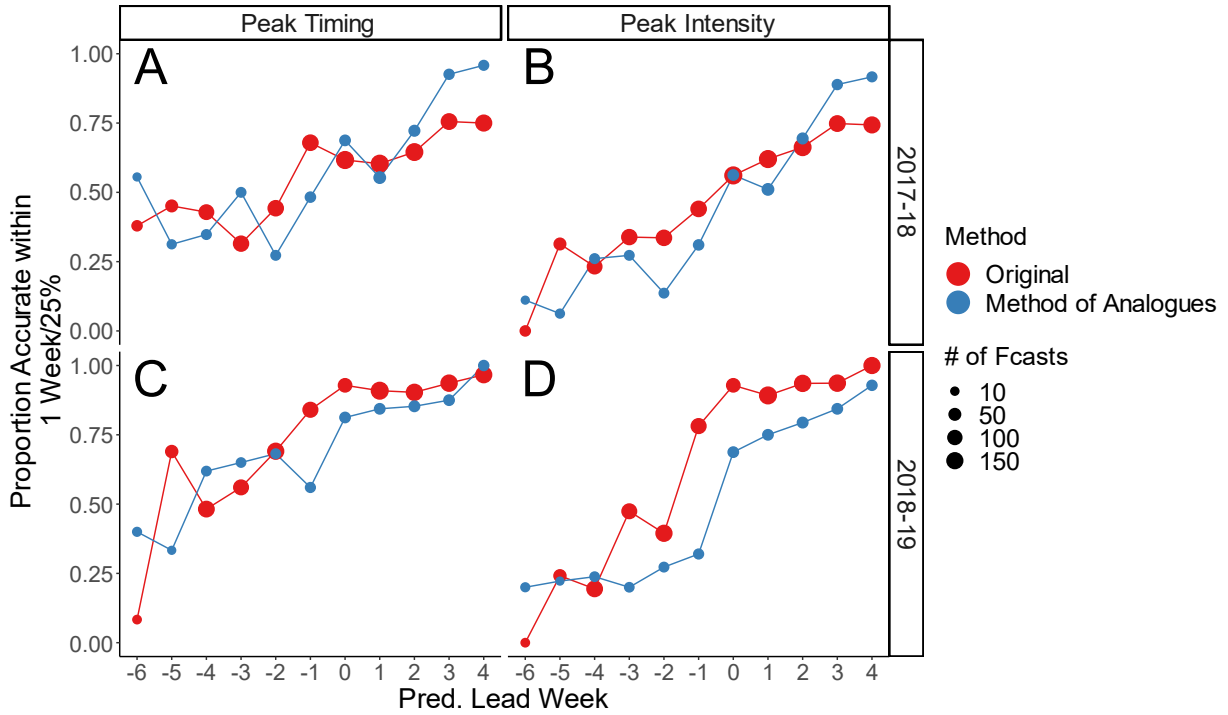 Peak Timing
Peak Intensity
A
B
C
D
2017-18
2018-19
1.00
0.75
0.50
0.25
0.00
1.00
0.75
0.50
0.25
0.00
Proportion Accurate within
1 Week/25%
-6 -5 -4 -3 -2 -1 0 1 2 3 4
-6 -5 -4 -3 -2 -1 0 1 2 3 4
Pred. Lead Week
Method
Original
Method of Analogues
# of Fcasts
10
50
100
150